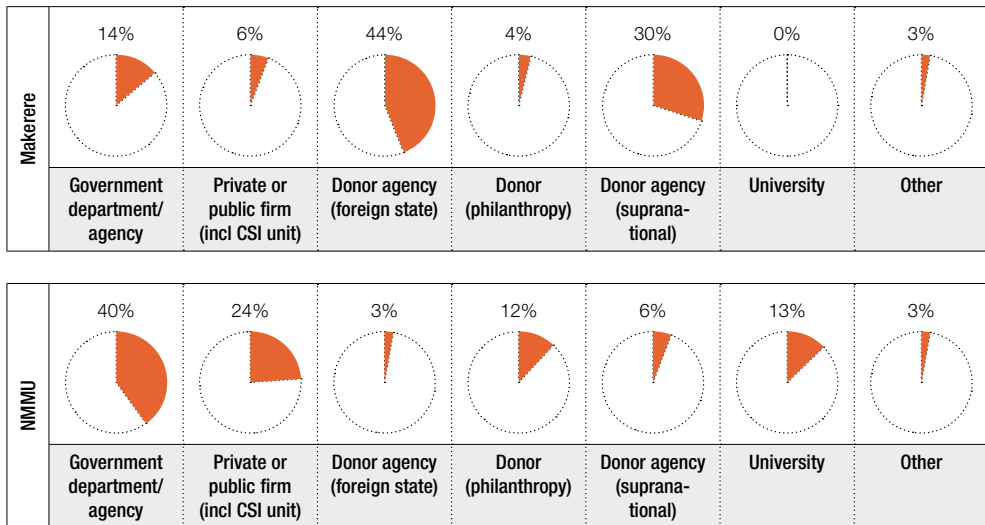 Makerere
14% 6% 44% 4% 30% 0% 3%
Government Private or Donor agency Donor Donor agency University Other
department/ public firm (foreign state) (philanthropy) (suprana-
agency (incl CSI unit) tional)
NMMU
40% 24% 3% 12% 6% 13% 3%
Government Private or Donor agency Donor Donor agency University Other
department/ public firm (foreign state) (philanthropy) (suprana-
agency (incl CSI unit) tional)